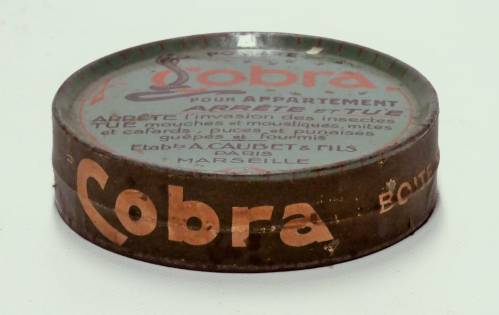 Cobra
POUR APPARTEMENT
ARRÊTE ET TUE
ARRÊTE l'invasion des insectes
TUE mouches et moustiques, mites
et cafards, puces et punaises
guêpes et fourmis
Etabts A. CAUBET & FILS
PARIS
MARSEILLE
Cobra
BOITE